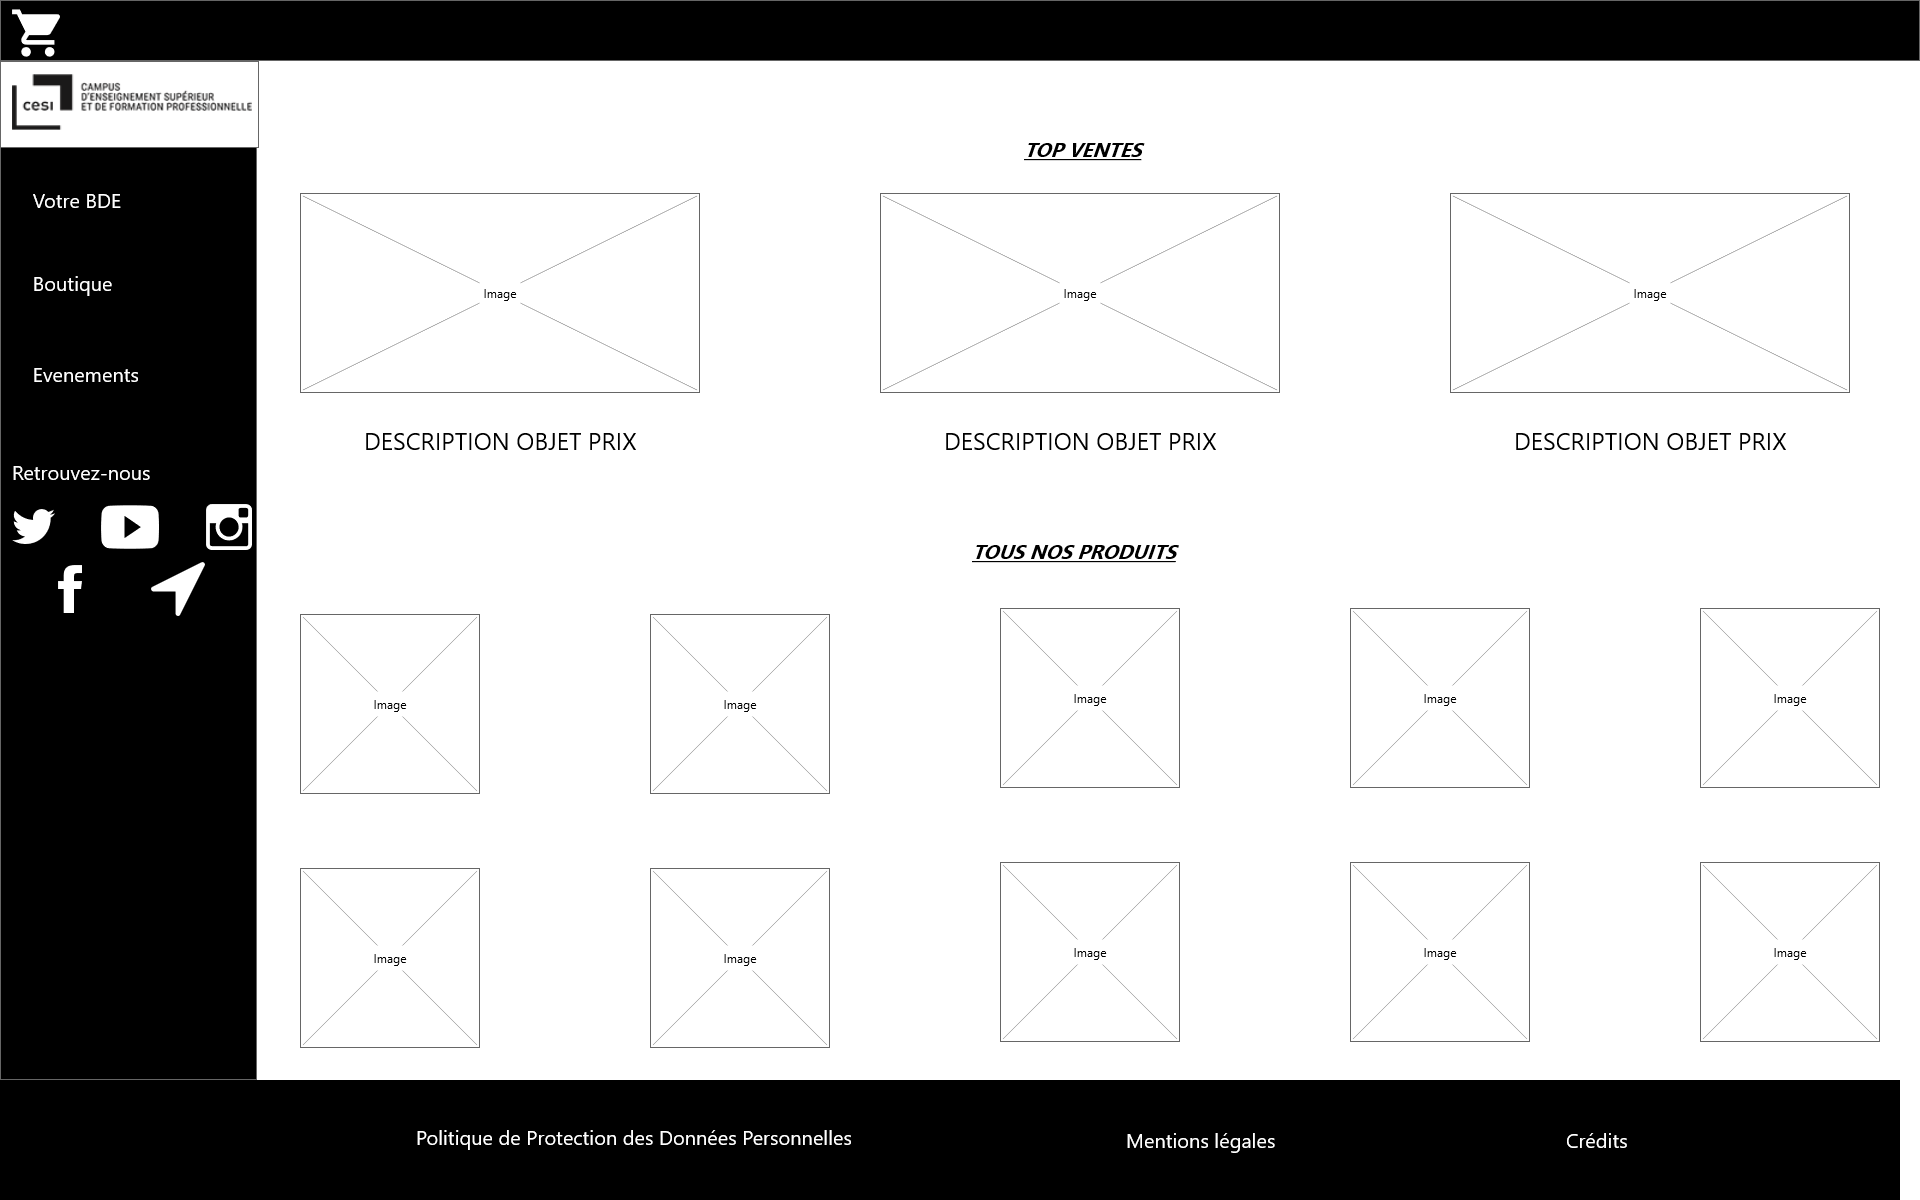 cesi
CAMPUS
D'ENSEIGNEMENT SUPÉRIEUR
ET DE FORMATION PROFESSIONNELLE
Votre BDE
Boutique
Evenements
Retrouvez-nous
TOP VENTES
Image
Image
Image
DESCRIPTION OBJET PRIX
DESCRIPTION OBJET PRIX
DESCRIPTION OBJET PRIX
TOUS NOS PRODUITS
Image
Image
Image
Image
Image
Image
Image
Image
Image
Image
Politique de Protection des Données Personnelles
Mentions légales
Crédits